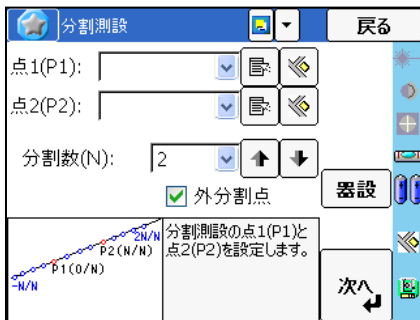 分割測設
戻る
点1(P1):
点2(P2):
分割数(N): 2
外分割点
器設
2N/N
P2(N/N)
P1(0/N)
-N/N
分割測設の点1(P1)と
点2(P2)を設定します。
次へ